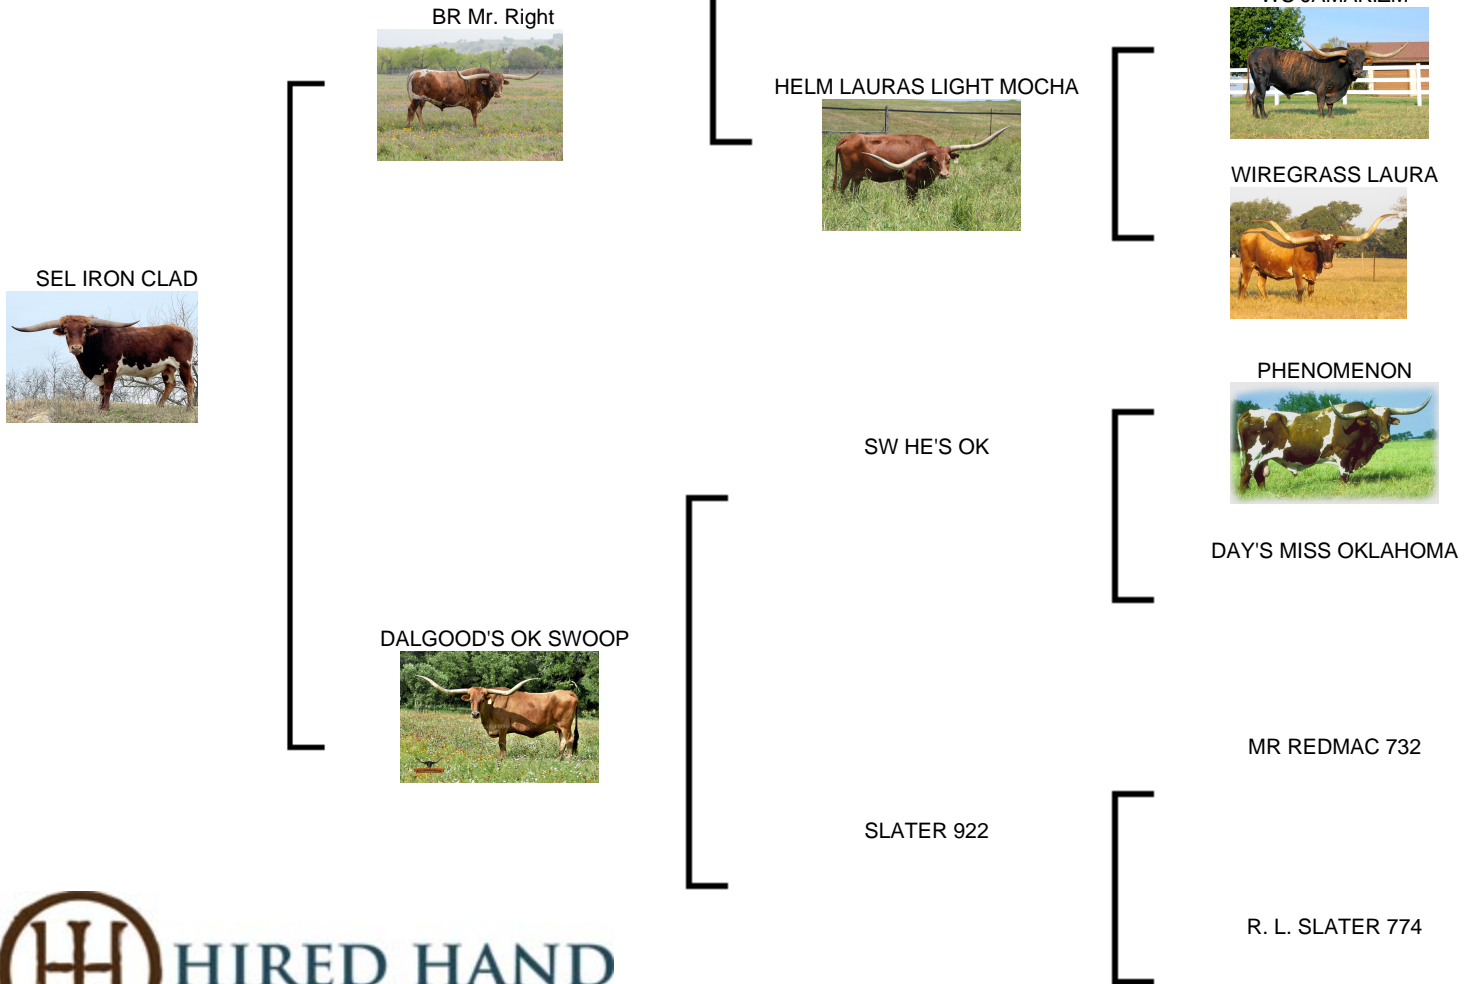 BR Mr. Right
HELM LAURAS LIGHT MOCHA
WIREGRASS LAURA
SEL IRON CLAD
PHENOMENON
SW HE'S OK
DAY'S MISS OKLAHOMA
DALGOOD'S OK SWOOP
MR REDMAC 732
SLATER 922
R. L. SLATER 774
HIRED HAND